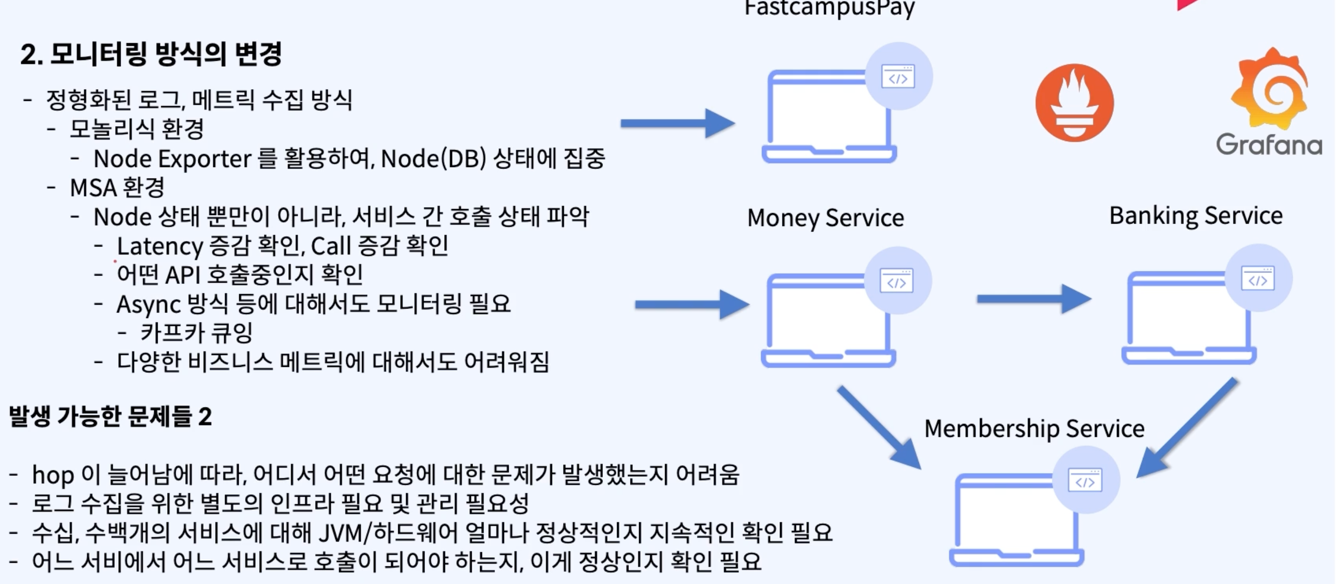 FastcampusPay
2. 모니터링 방식의 변경
- 정형화된 로그, 메트릭 수집 방식
- 모놀리식 환경
- Node Exporter 를 활용하여, Node(DB) 상태에 집중
- MSA 환경
- Node 상태 뿐만이 아니라, 서비스 간 호출 상태 파악
- Latency 증감 확인, Call 증감 확인
- 어떤 API 호출중인지 확인
- Async 방식 등에 대해서도 모니터링 필요
- 카프카 큐잉
- 다양한 비즈니스 메트릭에 대해서도 어려워짐
발생 가능한 문제들 2
- hop 이 늘어남에 따라, 어디서 어떤 요청에 대한 문제가 발생했는지 어려움
- 로그 수집을 위한 별도의 인프라 필요 및 관리 필요성
- 수십, 수백개의 서비스에 대해 JVM/하드웨어 얼마나 정상적인지 지속적인 확인 필요
- 어느 서비에서 어느 서비스로 호출이 되어야 하는지, 이게 정상인지 확인 필요
</>
Grafana
Money Service
</>
Banking Service
</>
Membership Service
</>